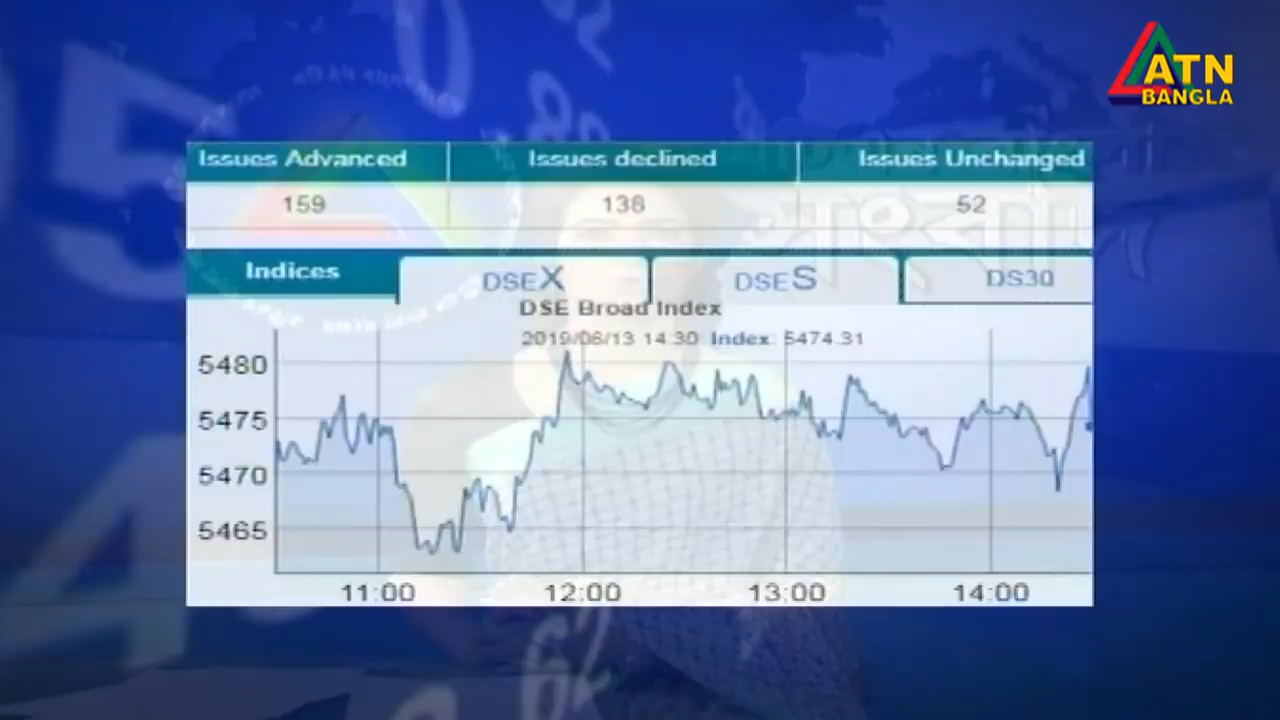 ATN
BANGLA
Issues Advanced Issues declined Issues Unchanged
159 138 52
Indices DSEX DSES DS30
DSE Broad Index
2019/06/13 14:30 Index: 5474.31
5480
5475
5470
5465
11:00 12:00 13:00 14:00